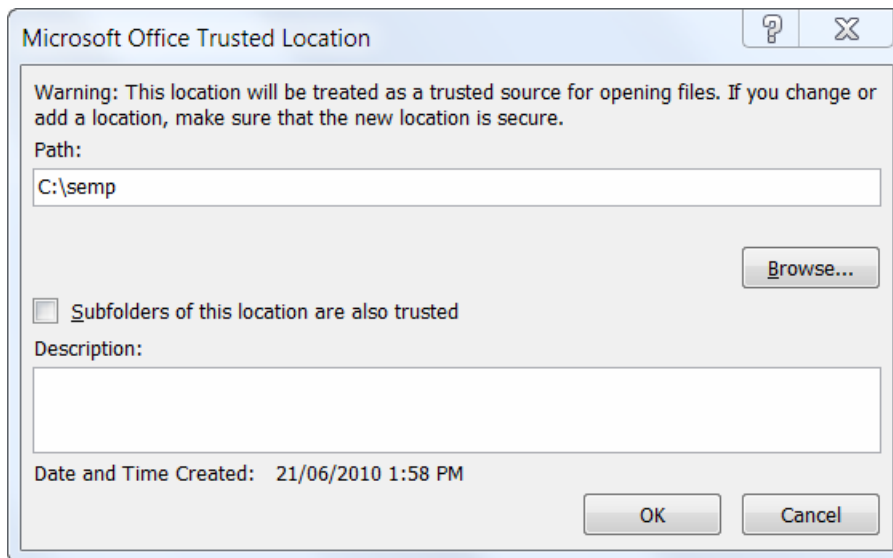 Microsoft Office Trusted Location
Warning: This location will be treated as a trusted source for opening files. If you change or
add a location, make sure that the new location is secure.
Path:
C:\semp
Browse...
Subfolders of this location are also trusted
Description:
Date and Time Created: 21/06/2010 1:58 PM
OK Cancel